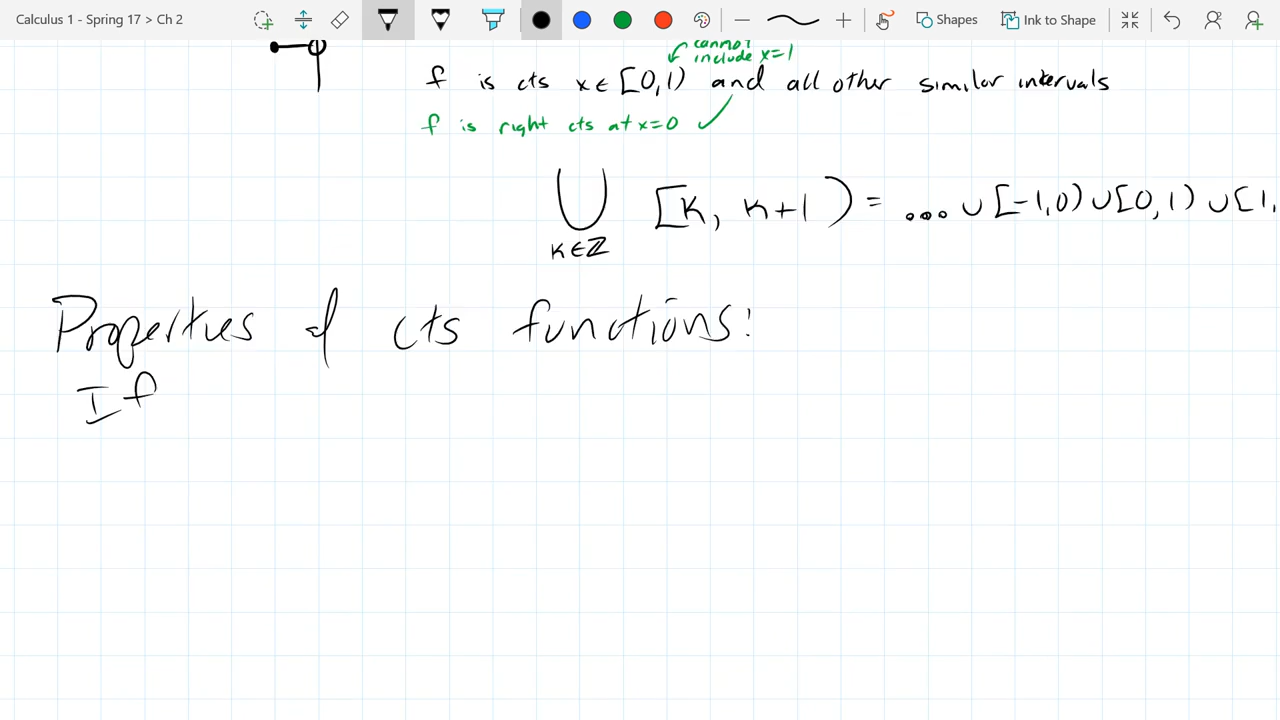 Calculus 1 - Spring 17 > Ch 2
Shapes
Ink to Shape
cannot
include x=1
f is cts x∈[0,1) and all other similar intervals
f is right cts at x=0 ✓
⋃ [k, k+1) = ... ∪[-1,0)∪[0,1) ∪[1,
k∈ℤ
Properties of cts functions:
If